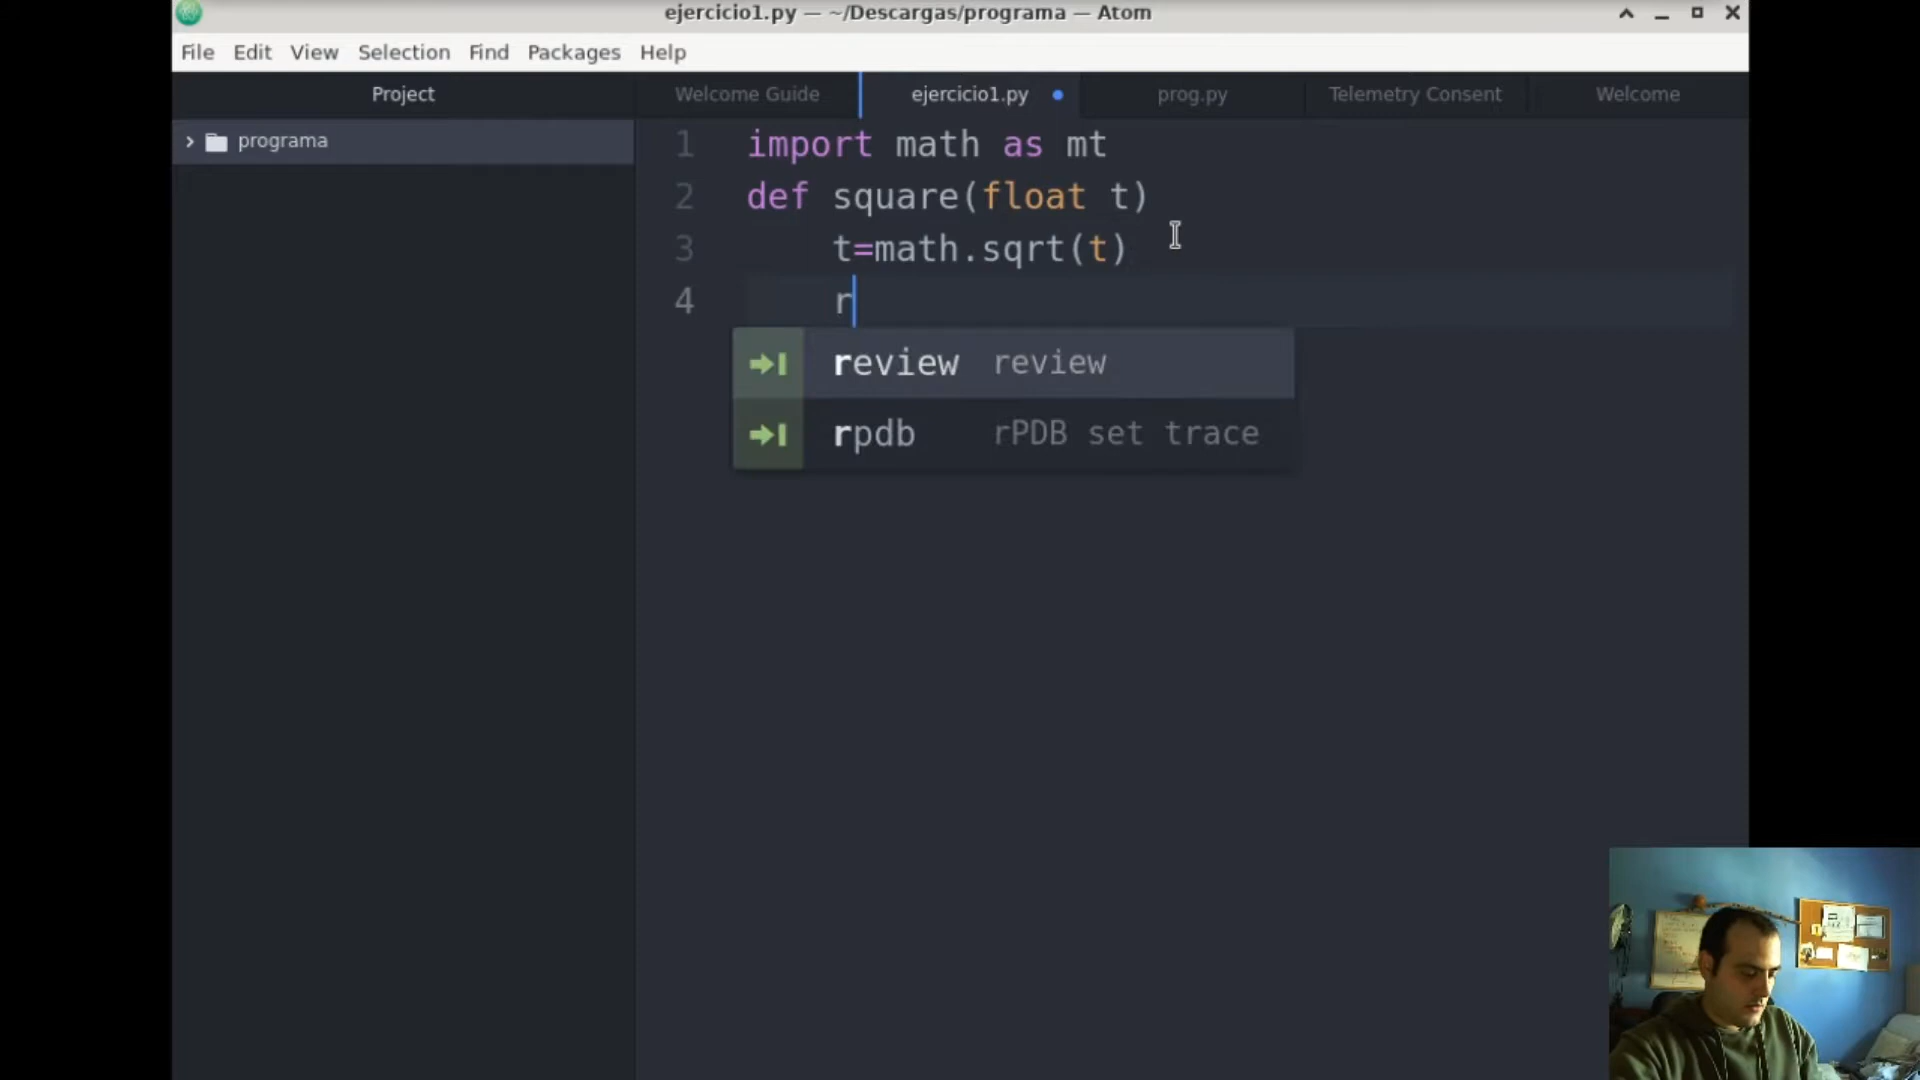 ejercicio1.py — ~/Descargas/programa — Atom
File Edit View Selection Find Packages Help
Project
Welcome Guide ejercicio1.py prog.py Telemetry Consent Welcome
programa
1 import math as mt
2 def square(float t)
3 t=math.sqrt(t)
4 r
review review
rpdb rPDB set trace